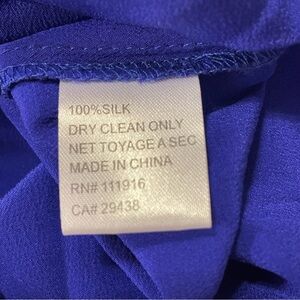 100%SILK
DRY CLEAN ONLY
NET TOYAGE A SEC
MADE IN CHINA
RN# 111916
CA# 29438